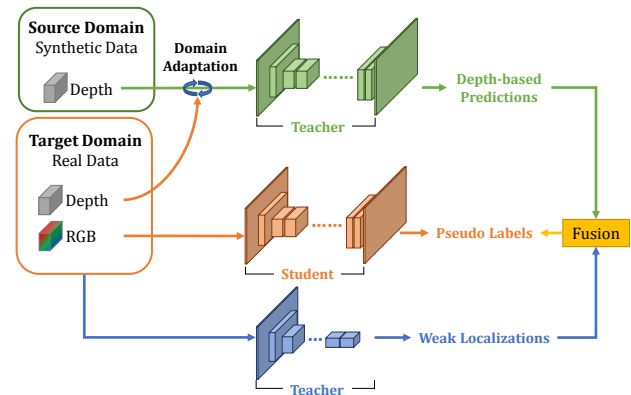 Source Domain
Synthetic Data
Depth
Domain
Adaptation
Teacher
Depth-based
Predictions
Target Domain
Real Data
Depth
RGB
Student
Pseudo Labels
Fusion
Teacher
Weak Localizations